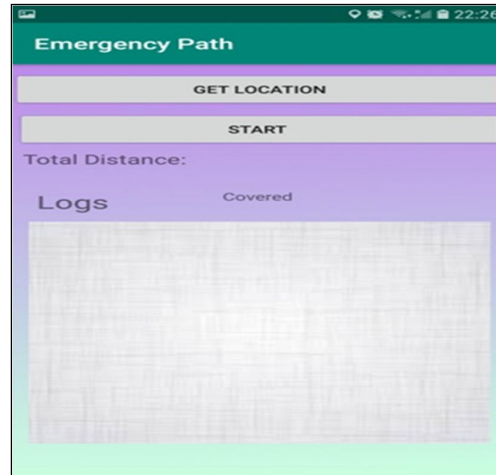 22:26
Emergency Path
GET LOCATION
START
Total Distance:
Logs Covered